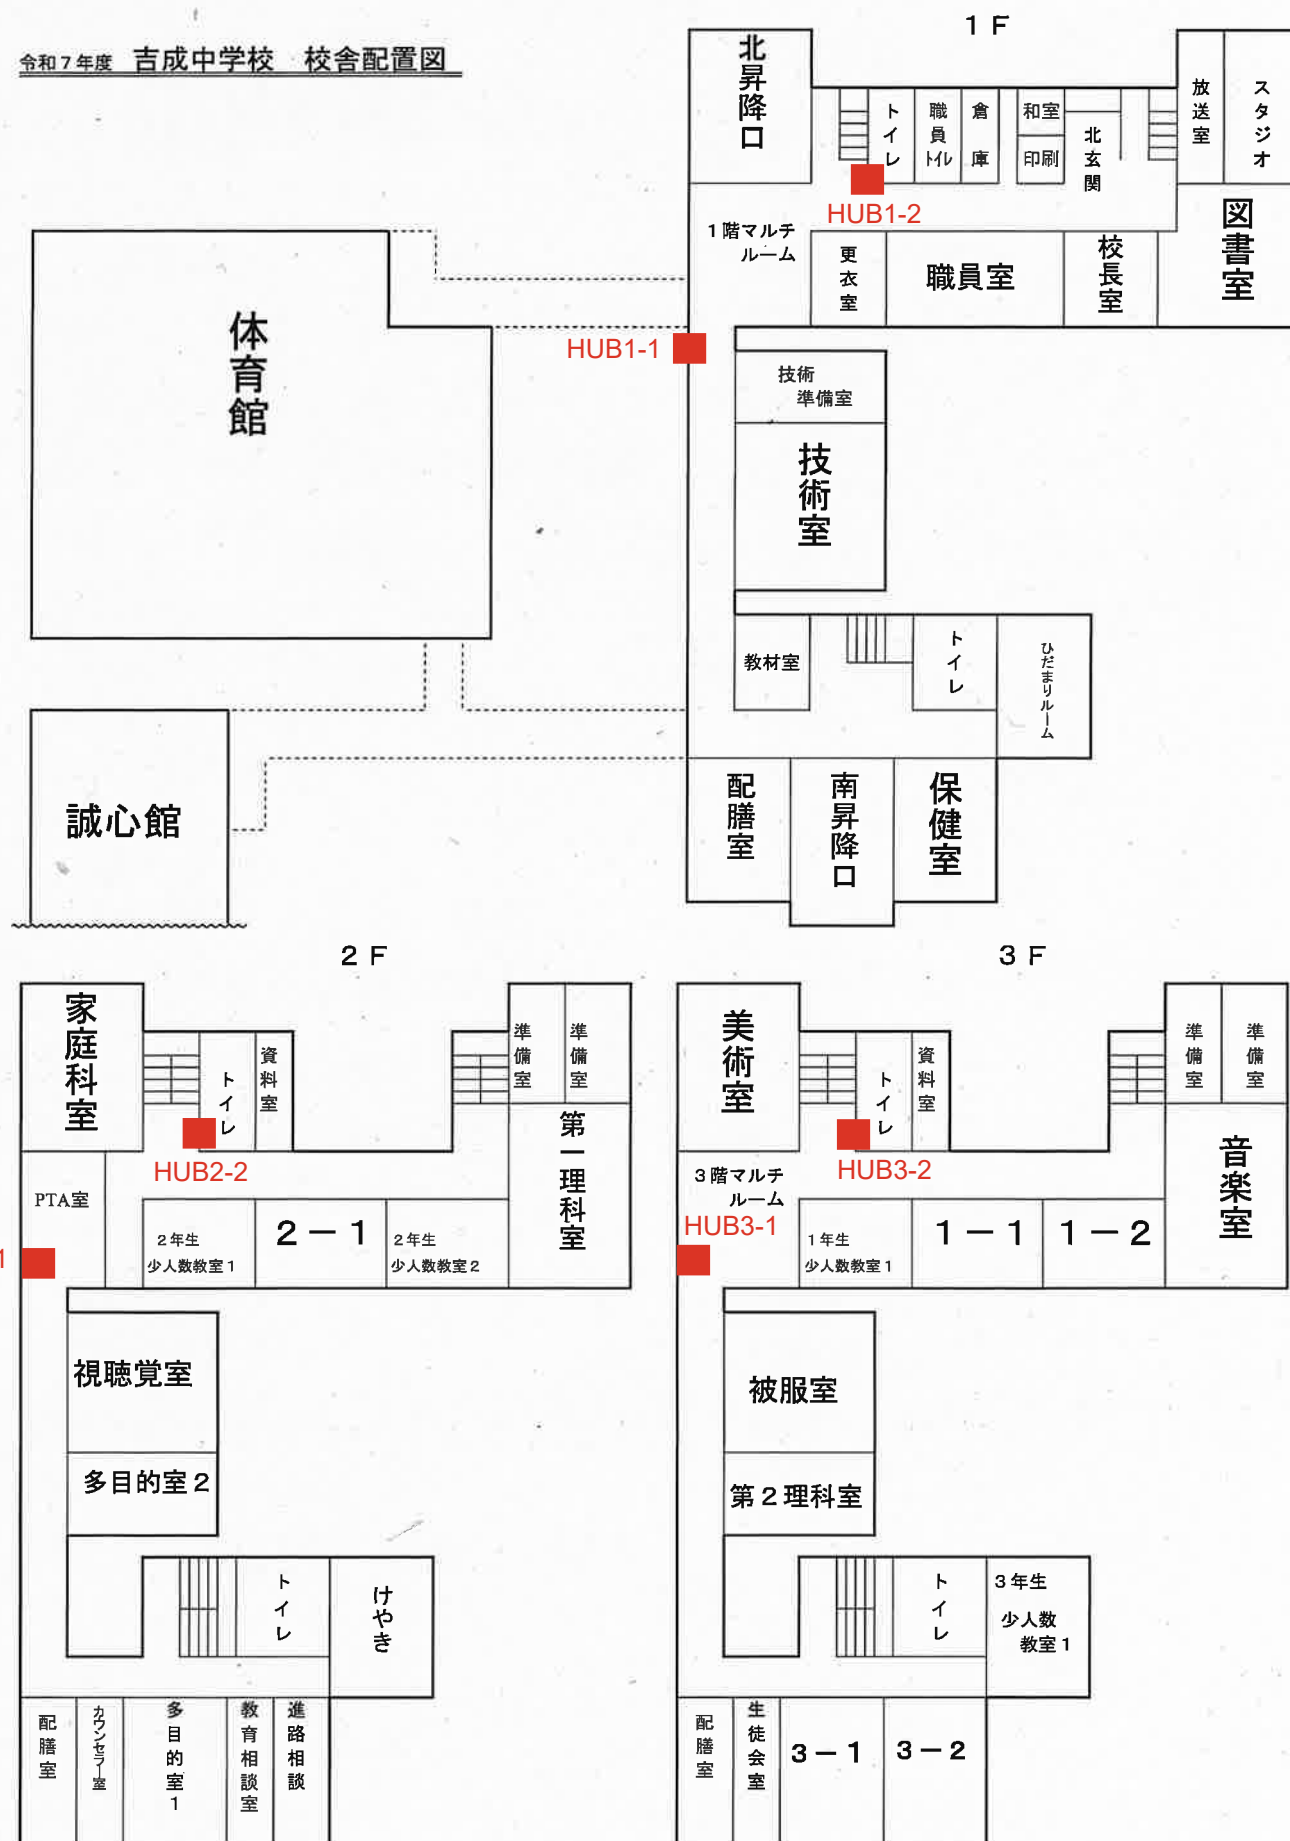 令和7年度 吉成中学校 校舎配置図
1F
北昇降口
トイレ
職員トイレ
倉庫
和室
印刷
北玄関
放送室
スタジオ
HUB1-2
1階マルチ
ルーム
更衣室
職員室
校長室
図書室
体育館
HUB1-1
技術
準備室
技術室
教材室
トイレ
ひだまりルーム
誠心館
配膳室
南昇降口
保健室
2F
家庭科室
トイレ
資料室
準備室
準備室
HUB2-2
第一理科室
PTA室
2年生
少人数教室1
2-1
2年生
少人数教室2
1
視聴覚室
多目的室2
トイレ
けやき
配膳室
カウンセラー室
多目的室1
教育相談室
進路相談
3F
美術室
トイレ
資料室
準備室
準備室
HUB3-2
音楽室
3階マルチ
ルーム
HUB3-1
1年生
少人数教室1
1-1
1-2
被服室
第2理科室
トイレ
3年生
少人数
教室1
配膳室
生徒会室
3-1
3-2